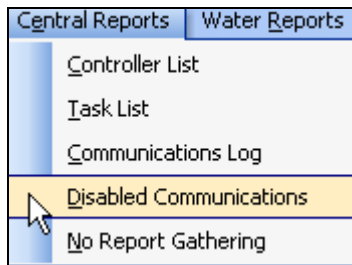 Central Reports Water Reports
Controller List
Task List
Communications Log
Disabled Communications
No Report Gathering